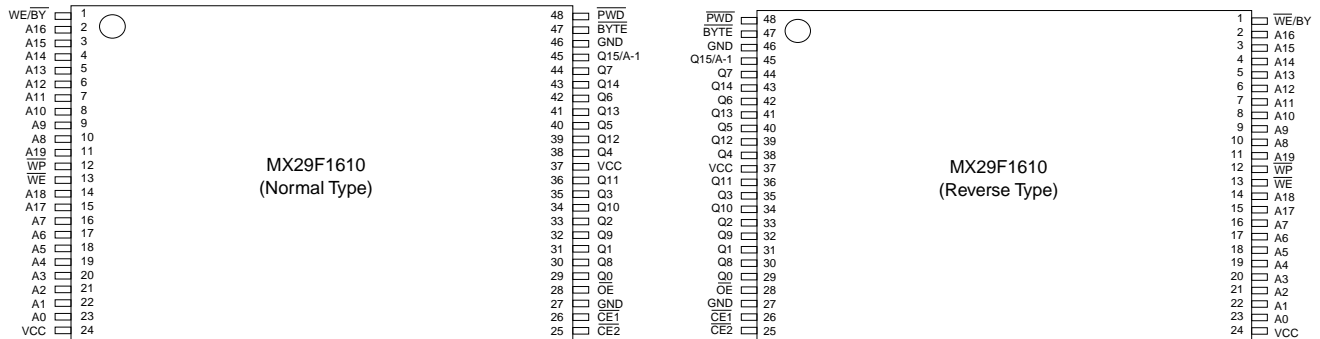 WE/BY 1
A16 2
A15 3
A14 4
A13 5
A12 6
A11 7
A10 8
A9 9
A8 10
A19 11
WP 12
WE 13
A18 14
A17 15
A7 16
A6 17
A5 18
A4 19
A3 20
A2 21
A1 22
A0 23
VCC 24
MX29F1610
(Normal Type)
48 PWD
47 BYTE
46 GND
45 Q15/A-1
44 Q7
43 Q14
42 Q6
41 Q13
40 Q5
39 Q12
38 Q4
37 VCC
36 Q11
35 Q3
34 Q10
33 Q2
32 Q9
31 Q1
30 Q8
29 Q0
28 OE
27 GND
26 CE1
25 CE2
PWD 48
BYTE 47
GND 46
Q15/A-1 45
Q7 44
Q14 43
Q6 42
Q13 41
Q5 40
Q12 39
Q4 38
VCC 37
Q11 36
Q3 35
Q10 34
Q2 33
Q9 32
Q1 31
Q8 30
Q0 29
OE 28
GND 27
CE1 26
CE2 25
MX29F1610
(Reverse Type)
1 WE/BY
2 A16
3 A15
4 A14
5 A13
6 A12
7 A11
8 A10
9 A9
10 A8
11 A19
12 WP
13 WE
14 A18
15 A17
16 A7
17 A6
18 A5
19 A4
20 A3
21 A2
22 A1
23 A0
24 VCC